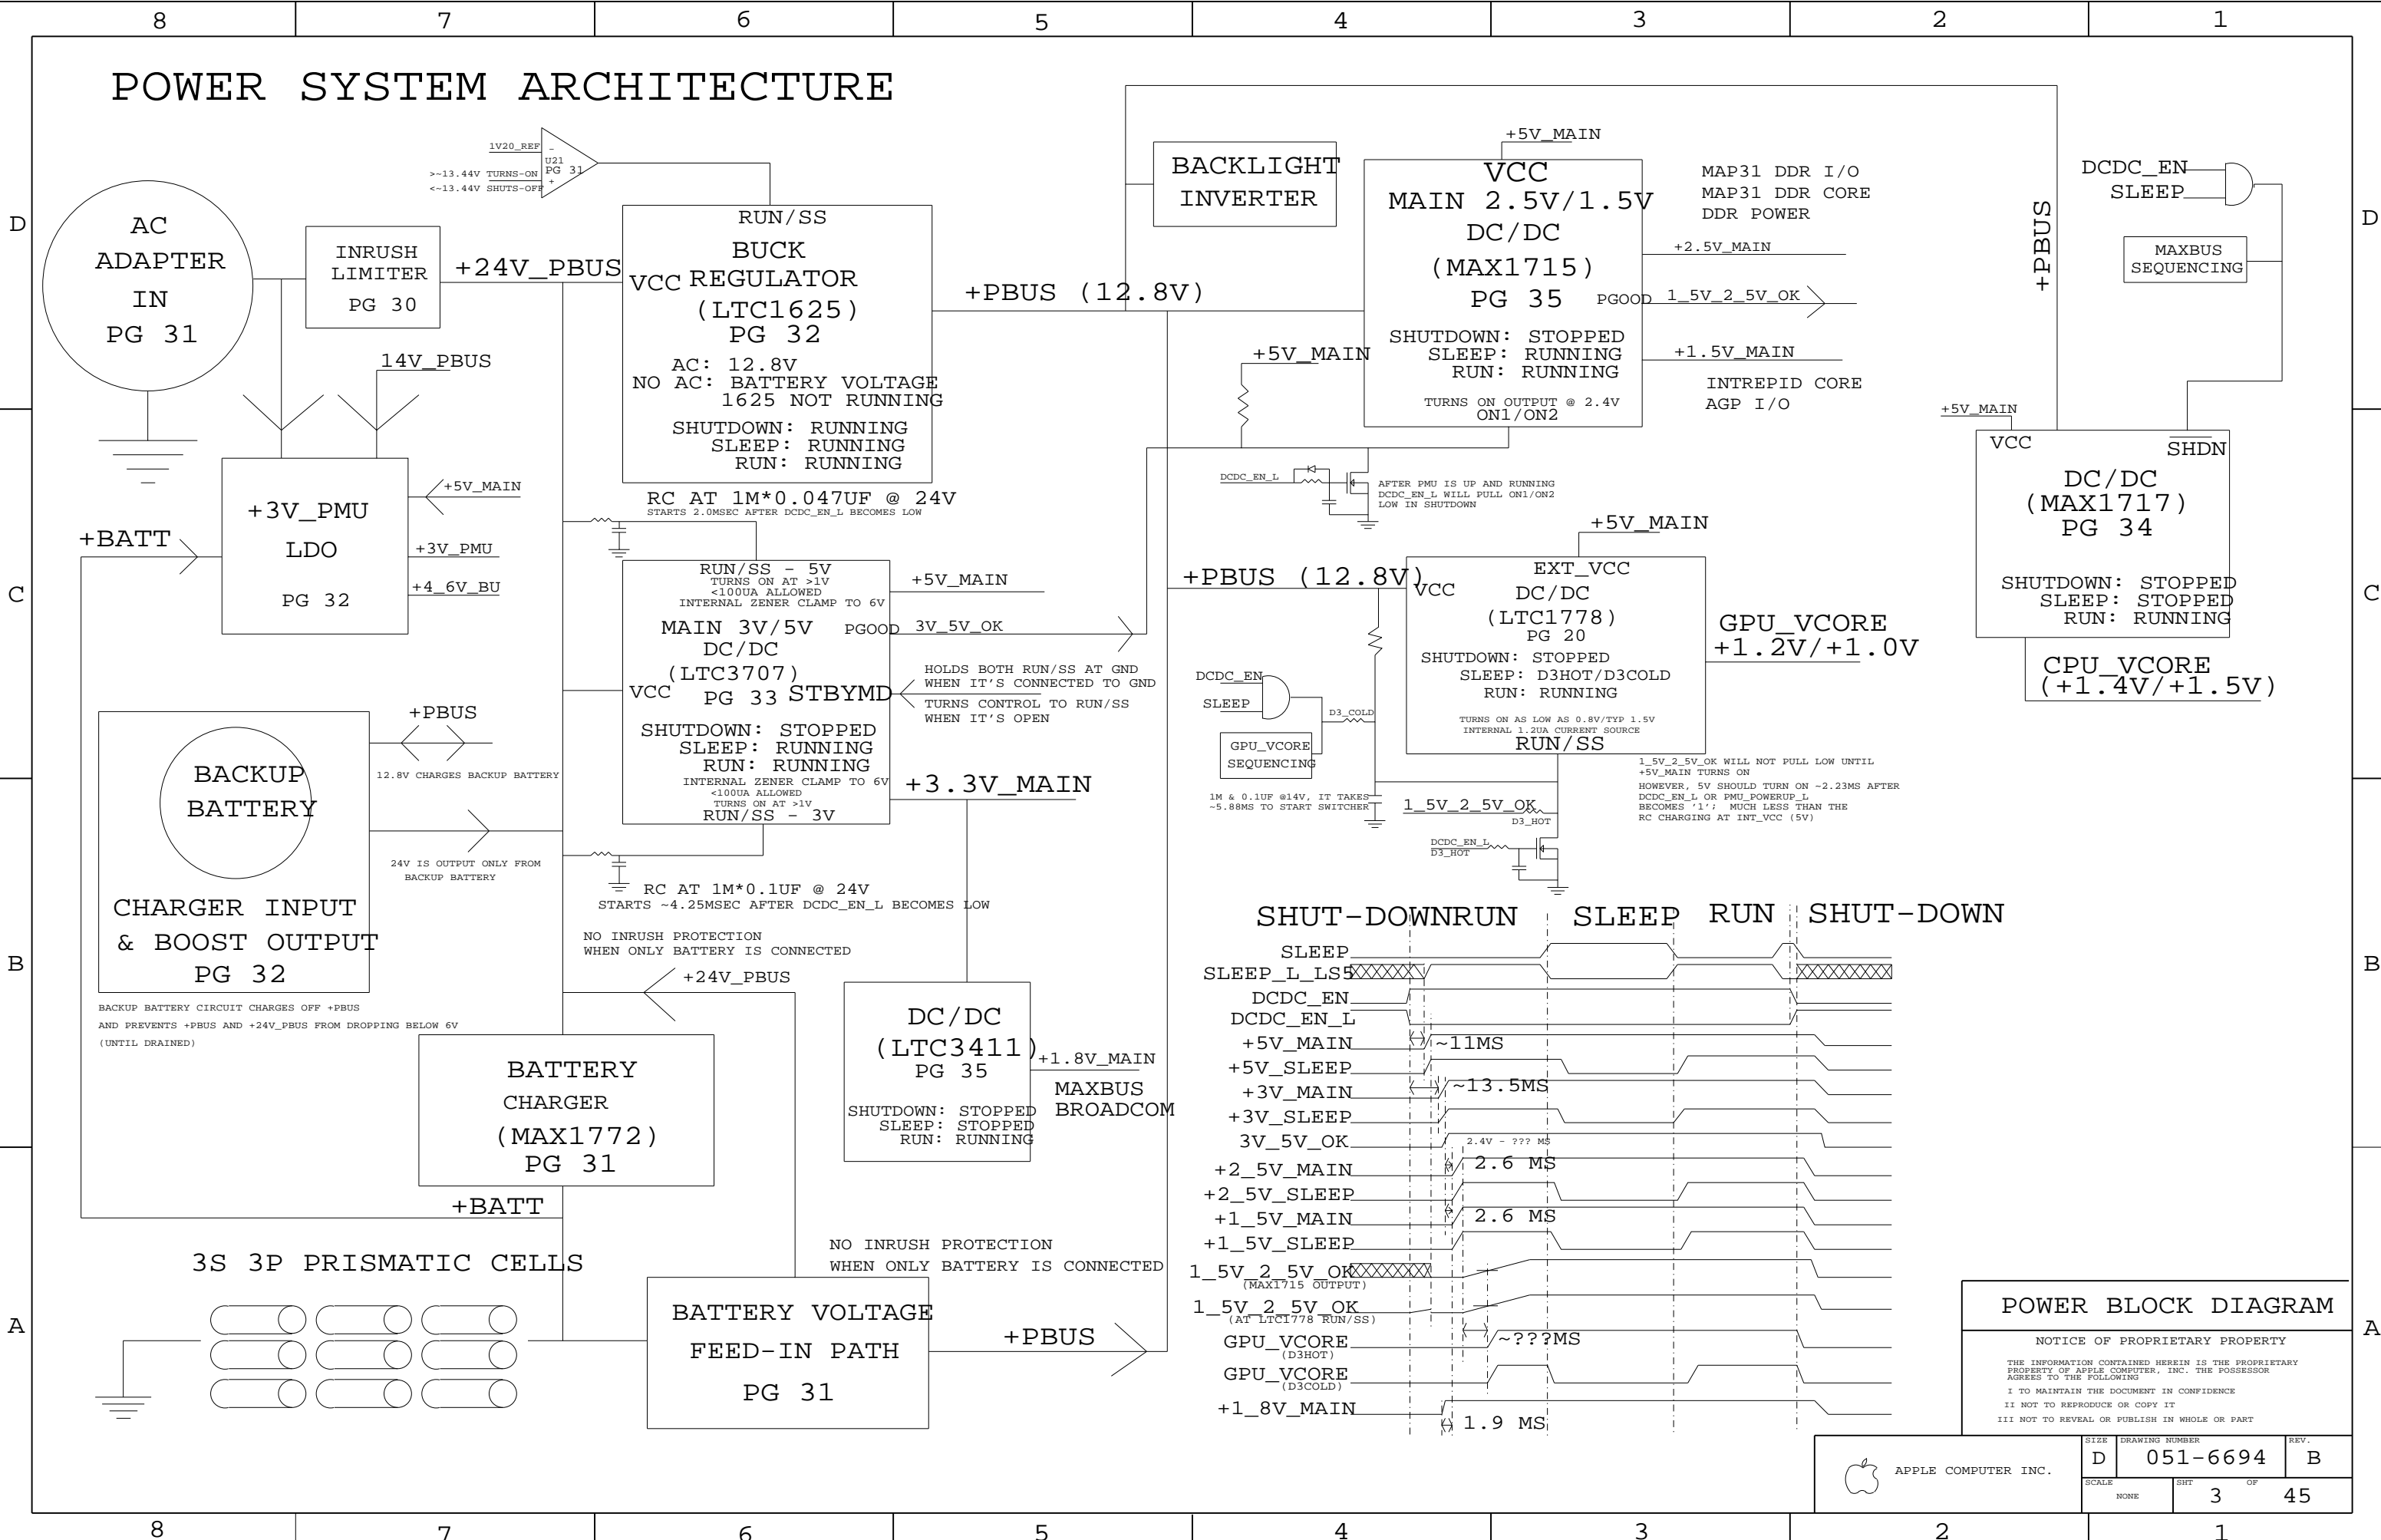 8 7 6 5 4 3 2 1
POWER SYSTEM ARCHITECTURE
D
C
B
A
AC
ADAPTER
IN
PG 31
INRUSH
LIMITER
PG 30
+24V_PBUS
14V_PBUS
1V20_REF
>~13.44V TURNS-ON
<~13.44V SHUTS-OFF
-
U21
PG 31
+
RUN/SS
BUCK
VCC REGULATOR
(LTC1625)
PG 32
AC: 12.8V
NO AC: BATTERY VOLTAGE
1625 NOT RUNNING
SHUTDOWN: RUNNING
SLEEP: RUNNING
RUN: RUNNING
+PBUS (12.8V)
RC AT 1M*0.047UF @ 24V
STARTS 2.0MSEC AFTER DCDC_EN_L BECOMES LOW
+3V_PMU
LDO
PG 32
+BATT
+5V_MAIN
+3V_PMU
+4_6V_BU
RUN/SS - 5V
TURNS ON AT >1V
<100UA ALLOWED
INTERNAL ZENER CLAMP TO 6V
MAIN 3V/5V
DC/DC
(LTC3707)
VCC
PG 33
STBYMD
PGOOD
SHUTDOWN: STOPPED
SLEEP: RUNNING
RUN: RUNNING
INTERNAL ZENER CLAMP TO 6V
<100UA ALLOWED
TURNS ON AT >1V
RUN/SS - 3V
+5V_MAIN
3V_5V_OK
HOLDS BOTH RUN/SS AT GND
WHEN IT'S CONNECTED TO GND
TURNS CONTROL TO RUN/SS
WHEN IT'S OPEN
+3.3V_MAIN
RC AT 1M*0.1UF @ 24V
STARTS ~4.25MSEC AFTER DCDC_EN_L BECOMES LOW
BACKUP
BATTERY
CHARGER INPUT
& BOOST OUTPUT
PG 32
+PBUS
12.8V CHARGES BACKUP BATTERY
24V IS OUTPUT ONLY FROM
BACKUP BATTERY
BACKUP BATTERY CIRCUIT CHARGES OFF +PBUS
AND PREVENTS +PBUS AND +24V_PBUS FROM DROPPING BELOW 6V
(UNTIL DRAINED)
NO INRUSH PROTECTION
WHEN ONLY BATTERY IS CONNECTED
+24V_PBUS
BATTERY
CHARGER
(MAX1772)
PG 31
+BATT
DC/DC
(LTC3411)
PG 35
SHUTDOWN: STOPPED
SLEEP: STOPPED
RUN: RUNNING
+1.8V_MAIN
MAXBUS
BROADCOM
3S 3P PRISMATIC CELLS
NO INRUSH PROTECTION
WHEN ONLY BATTERY IS CONNECTED
BATTERY VOLTAGE
FEED-IN PATH
PG 31
+PBUS
BACKLIGHT
INVERTER
+5V_MAIN
VCC
MAIN 2.5V/1.5V
DC/DC
(MAX1715)
PG 35
PGOOD
SHUTDOWN: STOPPED
SLEEP: RUNNING
RUN: RUNNING
TURNS ON OUTPUT @ 2.4V
ON1/ON2
MAP31 DDR I/O
MAP31 DDR CORE
DDR POWER
+2.5V_MAIN
1_5V_2_5V_OK
+1.5V_MAIN
INTREPID CORE
AGP I/O
+5V_MAIN
DCDC_EN_L
AFTER PMU IS UP AND RUNNING
DCDC_EN_L WILL PULL ON1/ON2
LOW IN SHUTDOWN
+5V_MAIN
+PBUS (12.8V)
EXT_VCC
VCC
DC/DC
(LTC1778)
PG 20
SHUTDOWN: STOPPED
SLEEP: D3HOT/D3COLD
RUN: RUNNING
TURNS ON AS LOW AS 0.8V/TYP 1.5V
INTERNAL 1.2UA CURRENT SOURCE
RUN/SS
GPU_VCORE
+1.2V/+1.0V
DCDC_EN
SLEEP
D3_COLD
GPU_VCORE
SEQUENCING
1M & 0.1UF @14V, IT TAKES
~5.88MS TO START SWITCHER
1_5V_2_5V_OK
D3_HOT
DCDC_EN_L
D3_HOT
1_5V_2_5V_OK WILL NOT PULL LOW UNTIL
+5V_MAIN TURNS ON
HOWEVER, 5V SHOULD TURN ON ~2.23MS AFTER
DCDC_EN_L OR PMU_POWERUP_L
BECOMES '1'; MUCH LESS THAN THE
RC CHARGING AT INT_VCC (5V)
+PBUS
DCDC_EN
SLEEP
MAXBUS
SEQUENCING
+5V_MAIN
VCC
SHDN
DC/DC
(MAX1717)
PG 34
SHUTDOWN: STOPPED
SLEEP: STOPPED
RUN: RUNNING
CPU_VCORE
(+1.4V/+1.5V)
SHUT-DOWN RUN SLEEP RUN SHUT-DOWN
SLEEP
SLEEP_L_LS5
DCDC_EN
DCDC_EN_L
+5V_MAIN ~11MS
+5V_SLEEP
+3V_MAIN ~13.5MS
+3V_SLEEP
3V_5V_OK 2.4V - ??? MS
+2_5V_MAIN 2.6 MS
+2_5V_SLEEP
+1_5V_MAIN 2.6 MS
+1_5V_SLEEP
1_5V_2_5V_OK
(MAX1715 OUTPUT)
1_5V_2_5V_OK
(AT LTC1778 RUN/SS)
GPU_VCORE ~???MS
(D3HOT)
GPU_VCORE
(D3COLD)
+1_8V_MAIN
1.9 MS
POWER BLOCK DIAGRAM
NOTICE OF PROPRIETARY PROPERTY
THE INFORMATION CONTAINED HEREIN IS THE PROPRIETARY
PROPERTY OF APPLE COMPUTER, INC. THE POSSESSOR
AGREES TO THE FOLLOWING
I TO MAINTAIN THE DOCUMENT IN CONFIDENCE
II NOT TO REPRODUCE OR COPY IT
III NOT TO REVEAL OR PUBLISH IN WHOLE OR PART
APPLE COMPUTER INC.
SIZE DRAWING NUMBER REV.
D 051-6694 B
SCALE SHT OF
NONE 3 45
D
C
B
A
8 7 6 5 4 3 2 1